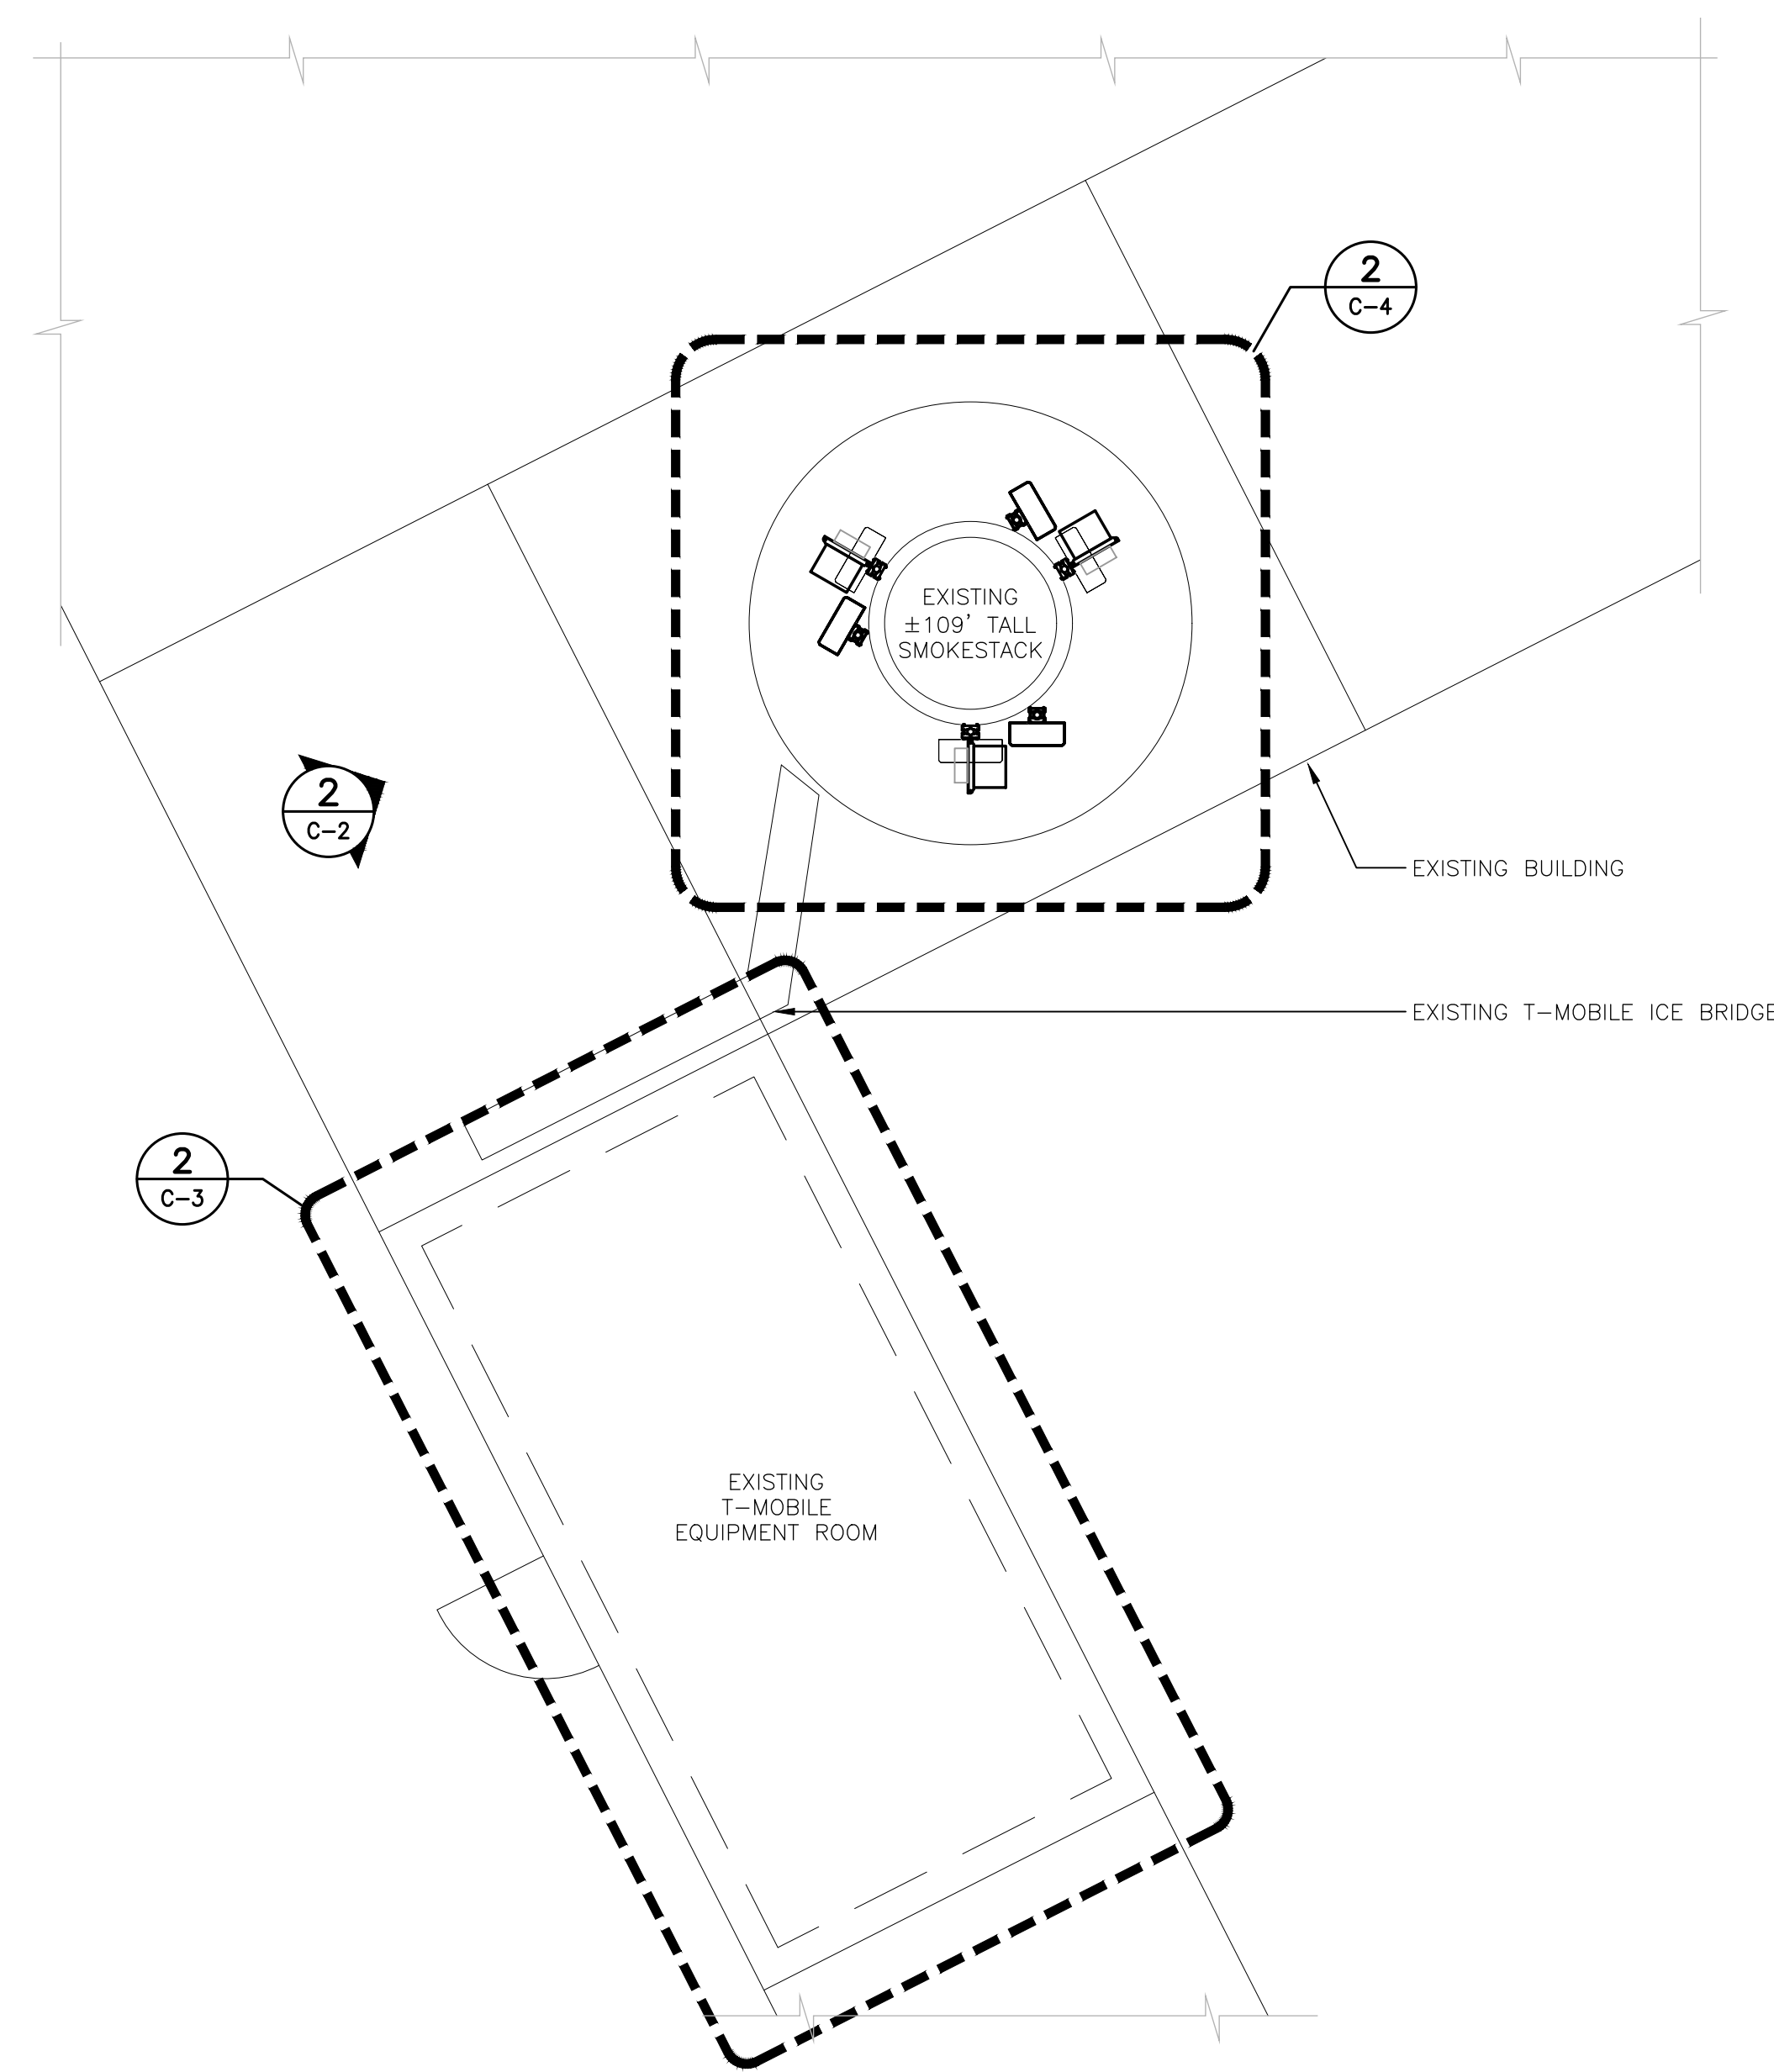 2
C-4
EXISTING
±109' TALL
SMOKESTACK
2
C-2
EXISTING BUILDING
EXISTING T-MOBILE ICE BRIDGE
2
C-3
EXISTING
T-MOBILE
EQUIPMENT ROOM